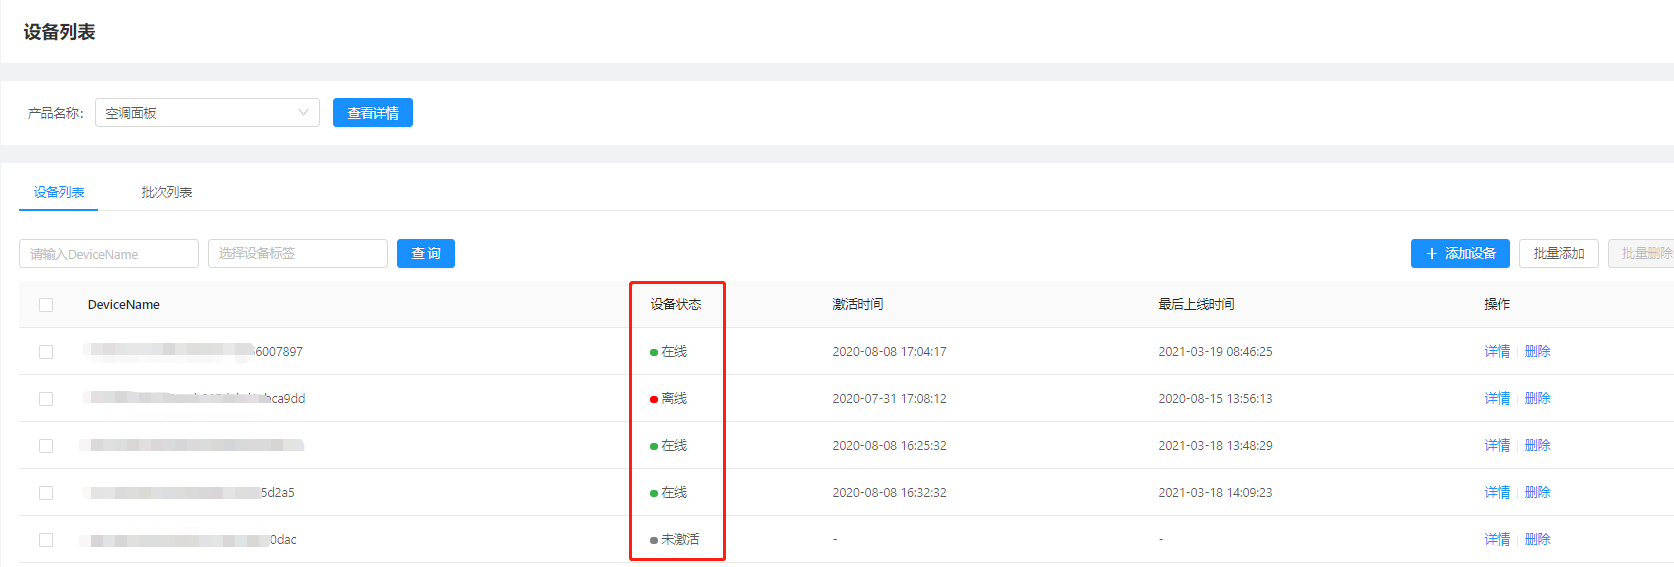 设备列表
产品名称: 空调面板 查看详情
设备列表 批次列表
请输入DeviceName 选择设备标签 查 询 + 添加设备 批量添加 批量删除
DeviceName 设备状态 激活时间 最后上线时间 操作
6007897 在线 2020-08-08 17:04:17 2021-03-19 08:46:25 详情 删除
bca9dd 离线 2020-07-31 17:08:12 2020-08-15 13:56:13 详情 删除
在线 2020-08-08 16:25:32 2021-03-18 13:48:29 详情 删除
5d2a5 在线 2020-08-08 16:32:32 2021-03-18 14:09:23 详情 删除
0dac 未激活 - - 详情 删除